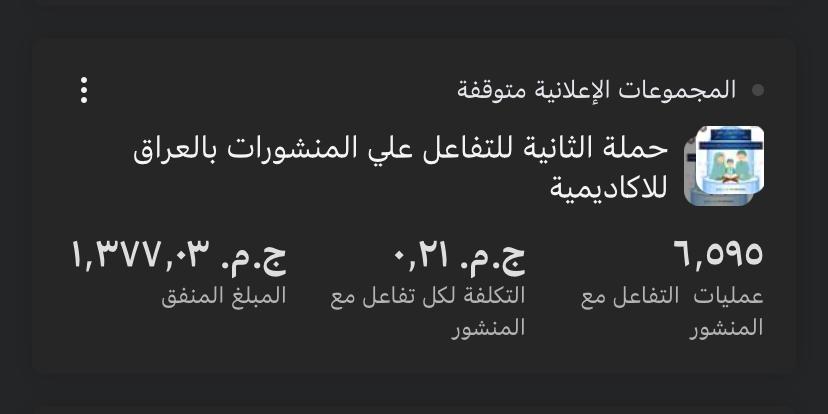 المجموعات الإعلانية متوقفة
حملة الثانية للتفاعل علي المنشورات بالعراق
للاكاديمية
٦,٥٩٥
ج.م. ٠,٢١
ج.م. ١,٣٧٧,٠٣
عمليات التفاعل مع
المنشور
التكلفة لكل تفاعل مع
المنشور
المبلغ المنفق